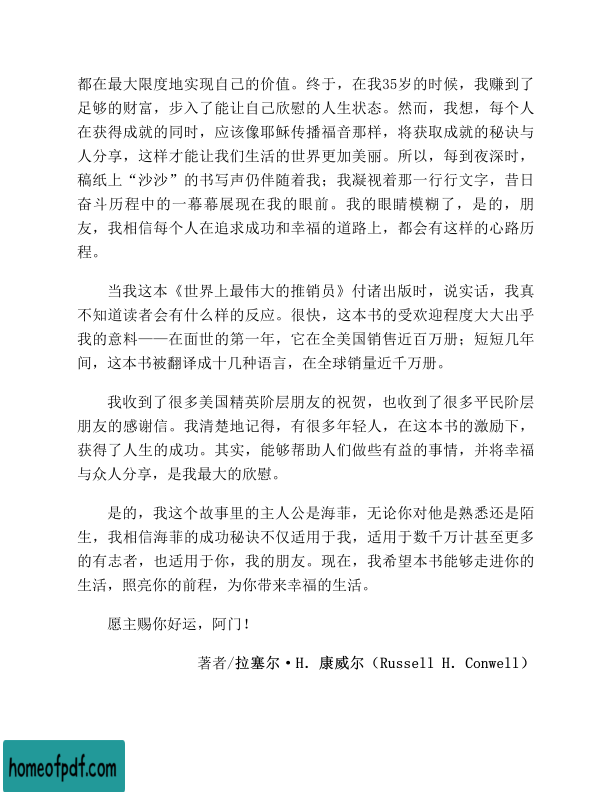 都在最大限度地实现自己的价值。终于，在我35岁的时候，我赚到了
足够的财富，步入了能让自己欣慰的人生状态。然而，我想，每个人
在获得成就的同时，应该像耶稣传播福音那样，将获取成就的秘诀与
人分享，这样才能让我们生活的世界更加美丽。所以，每到夜深时，
稿纸上“沙沙”的书写声仍伴随着我；我凝视着那一行行文字，昔日
奋斗历程中的一幕幕展现在我的眼前。我的眼睛模糊了，是的，朋
友，我相信每个人在追求成功和幸福的道路上，都会有这样的心路历
程。
当我这本《世界上最伟大的推销员》付诸出版时，说实话，我真
不知道读者会有什么样的反应。很快，这本书的受欢迎程度大大出乎
我的意料——在面世的第一年，它在全美国销售近百万册；短短几年
间，这本书被翻译成十几种语言，在全球销量近千万册。
我收到了很多美国精英阶层朋友的祝贺，也收到了很多平民阶层
朋友的感谢信。我清楚地记得，有很多年轻人，在这本书的激励下，
获得了人生的成功。其实，能够帮助人们做些有益的事情，并将幸福
与众人分享，是我最大的欣慰。
是的，我这个故事里的主人公是海菲，无论你对他是熟悉还是陌
生，我相信海菲的成功秘诀不仅适用于我，适用于数千万计甚至更多
的有志者，也适用于你，我的朋友。现在，我希望本书能够走进你的
生活，照亮你的前程，为你带来幸福的生活。
愿主赐你好运，阿门！
著者/拉塞尔·H．康威尔（Russell H．Conwell）
homeofpdf.com